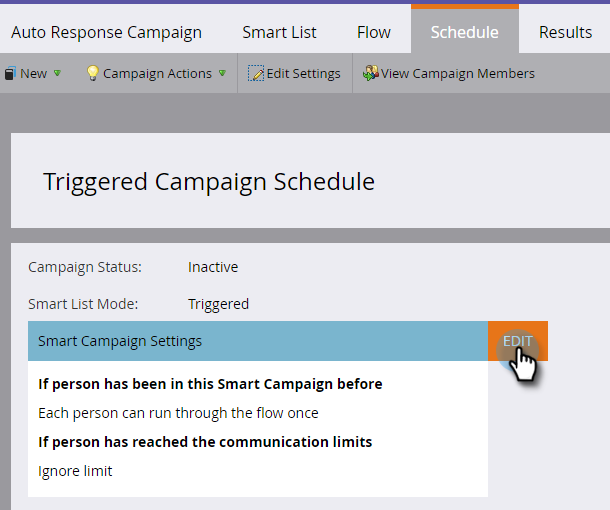 Auto Response Campaign Smart List Flow Schedule Results
New Campaign Actions Edit Settings View Campaign Members
Triggered Campaign Schedule
Campaign Status: Inactive
Smart List Mode: Triggered
Smart Campaign Settings EDIT
If person has been in this Smart Campaign before
Each person can run through the flow once
If person has reached the communication limits
Ignore limit